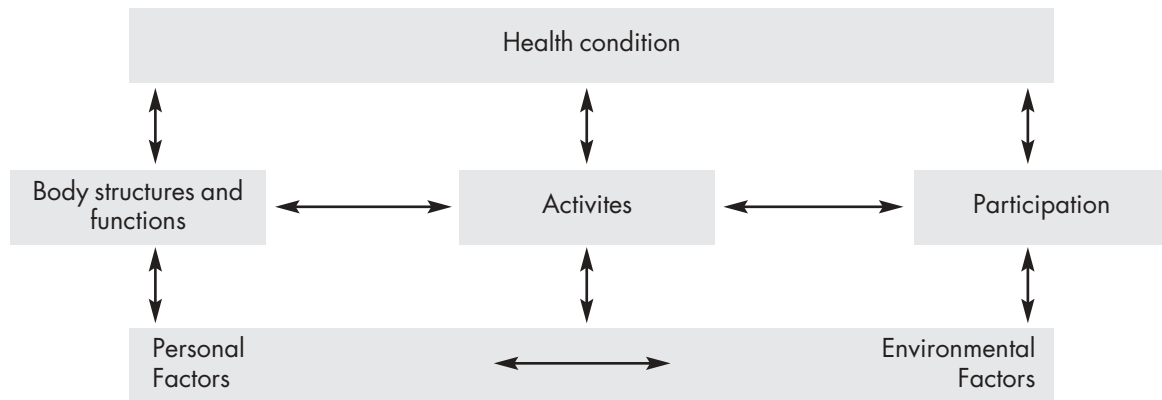 Health condition
Body structures and
functions
Activites
Participation
Personal
Factors
Environmental
Factors